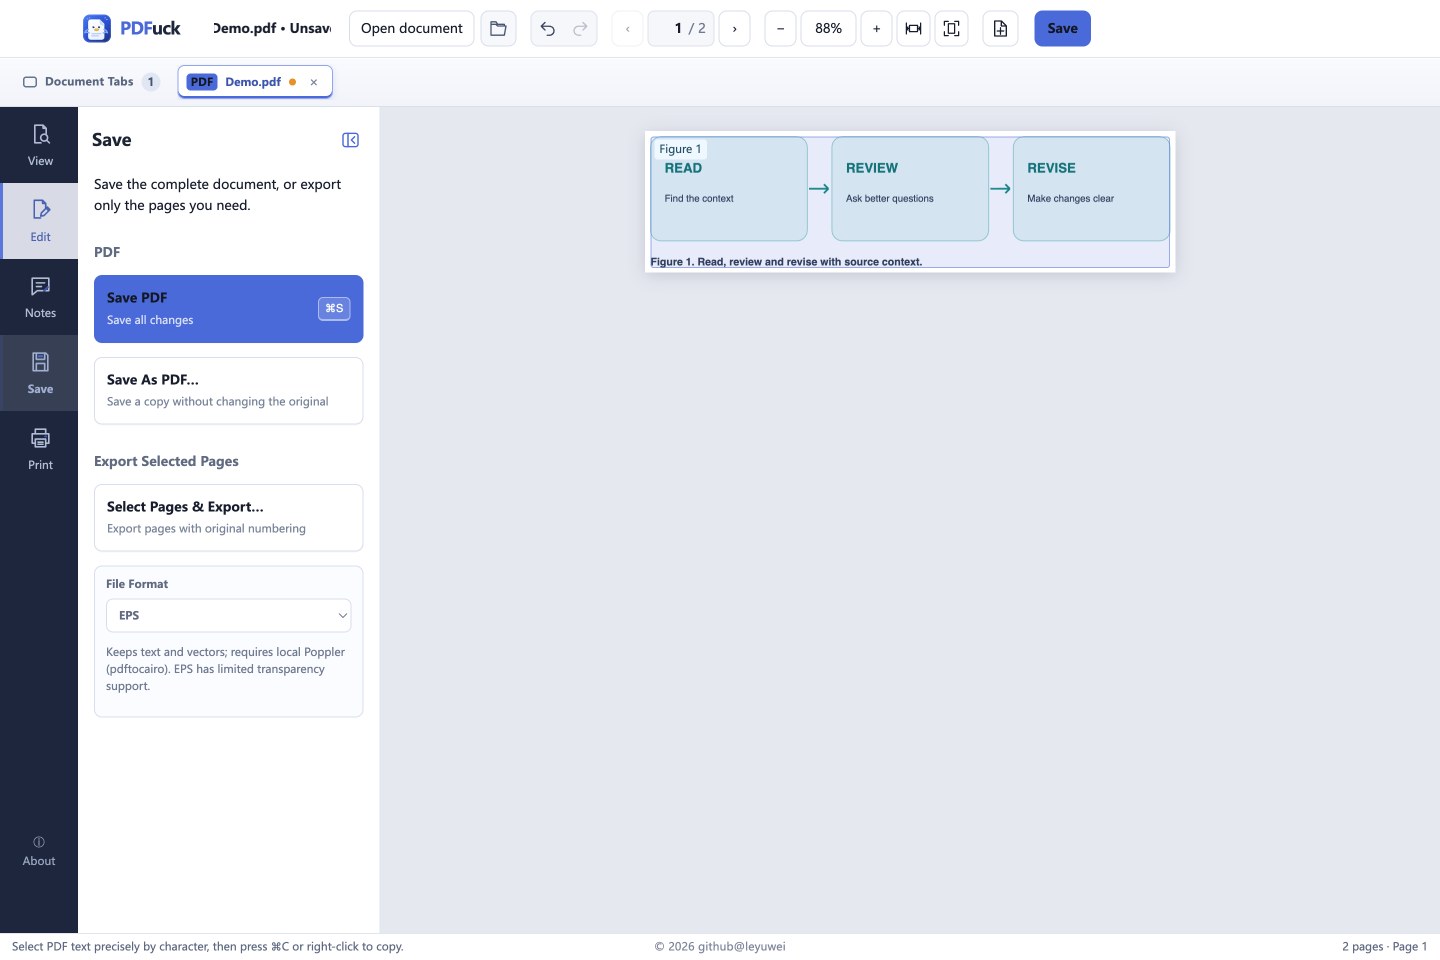 PDFuck
Demo.pdf • Unsav
Open document
‹
1 / 2
›
−
88%
+
Save
Document Tabs 1
PDF Demo.pdf ×
View
Edit
Notes
Save
Print
About
Save
Save the complete document, or export
only the pages you need.
PDF
Save PDF
Save all changes
⌘S
Save As PDF...
Save a copy without changing the original
Export Selected Pages
Select Pages & Export...
Export pages with original numbering
File Format
EPS
Keeps text and vectors; requires local Poppler
(pdftocairo). EPS has limited transparency
support.
Figure 1
READ
Find the context
REVIEW
Ask better questions
REVISE
Make changes clear
Figure 1. Read, review and revise with source context.
Select PDF text precisely by character, then press ⌘C or right-click to copy.
© 2026 github@leyuwei
2 pages · Page 1